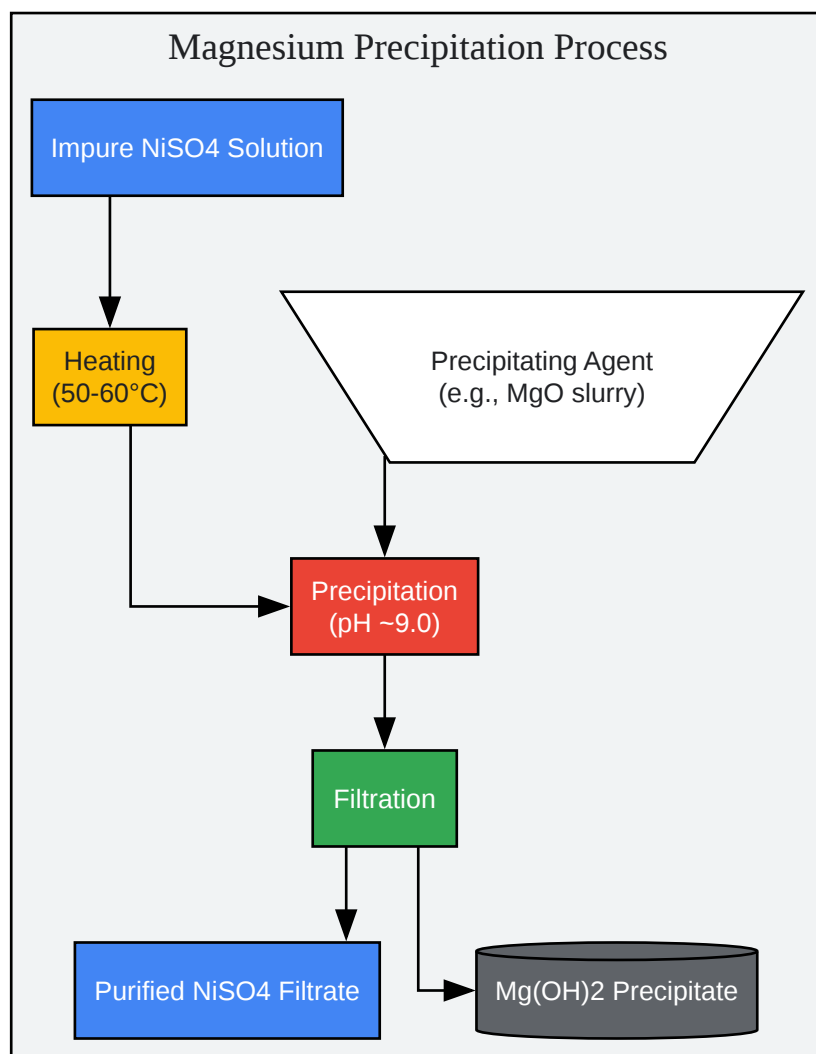 Magnesium Precipitation Process
Impure NiSO4 Solution
Heating
(50-60°C)
Precipitating Agent
(e.g., MgO slurry)
Precipitation
(pH ~9.0)
Filtration
Purified NiSO4 Filtrate
Mg(OH)2 Precipitate